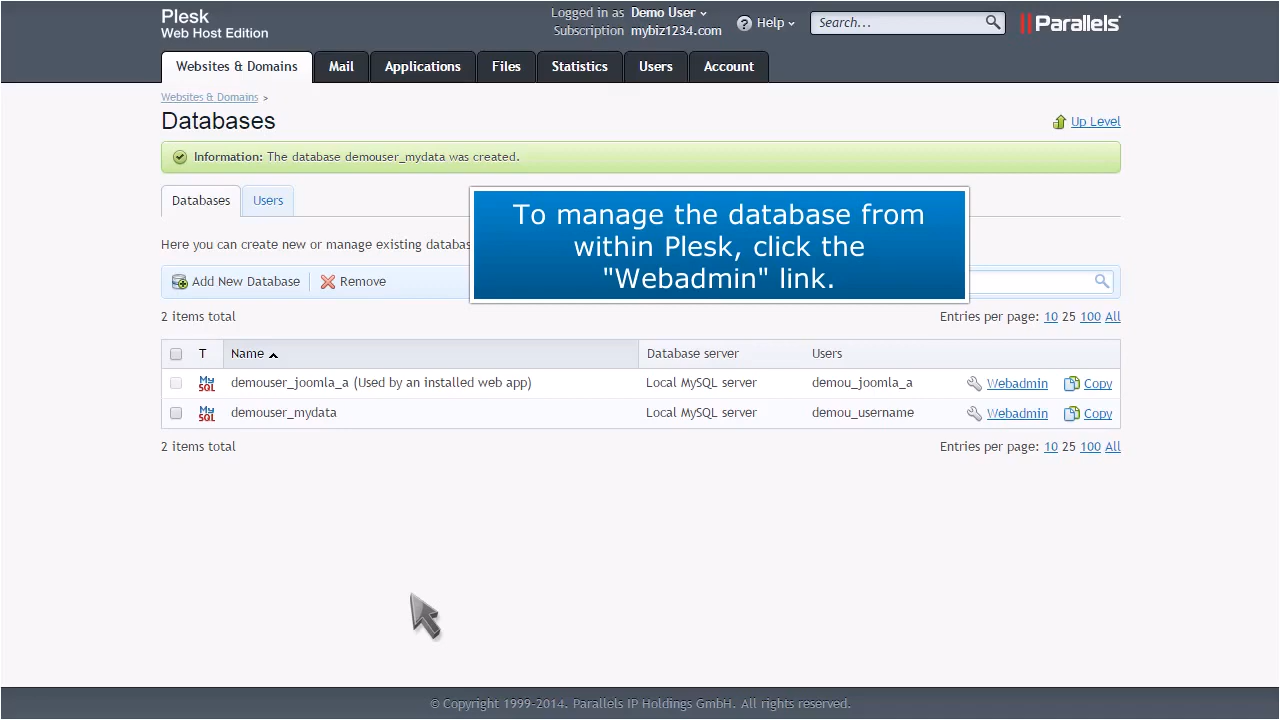 Plesk
Web Host Edition
Logged in as Demo User
Subscription mybiz1234.com
Help
Search...
Parallels
Websites & Domains
Mail
Applications
Files
Statistics
Users
Account
Websites & Domains >
Databases
Up Level
Information: The database demouser_mydata was created.
Databases
Users
To manage the database from
within Plesk, click the
"Webadmin" link.
Here you can create new or manage existing databas
Add New Database
Remove
2 items total
Entries per page: 10 25 100 All
T Name Database server Users
My SQL demouser_joomla_a (Used by an installed web app) Local MySQL server demou_joomla_a Webadmin Copy
My SQL demouser_mydata Local MySQL server demou_username Webadmin Copy
2 items total
Entries per page: 10 25 100 All
© Copyright 1999-2014. Parallels IP Holdings GmbH. All rights reserved.